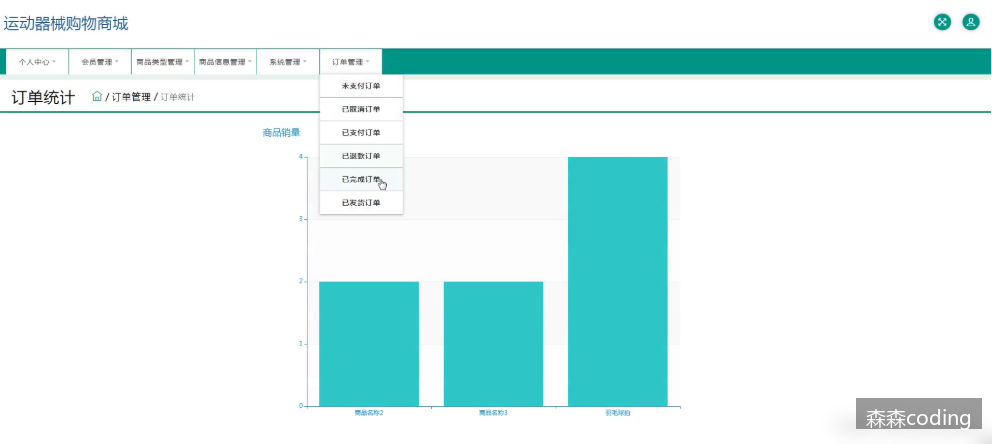 运动器械购物商城
个人中心 会员管理 商品类型管理 商品信息管理 系统管理 订单管理
未支付订单
订单统计 / 订单管理 / 订单统计
已取消订单
商品销量
已支付订单
已退款订单
已完成订单
已发货订单
4
3
2
1
0
商品名称2 商品名称3 羽毛球拍
森森coding